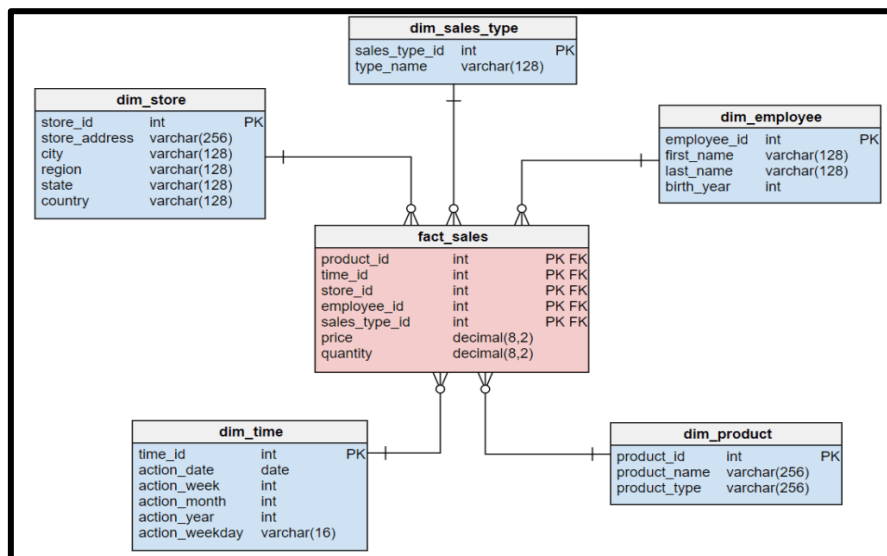 dim_sales_type
sales_type_id int PK
type_name varchar(128)
dim_store
store_id int PK
store_address varchar(256)
city varchar(128)
region varchar(128)
state varchar(128)
country varchar(128)
dim_employee
employee_id int PK
first_name varchar(128)
last_name varchar(128)
birth_year int
fact_sales
product_id int PK FK
time_id int PK FK
store_id int PK FK
employee_id int PK FK
sales_type_id int PK FK
price decimal(8,2)
quantity decimal(8,2)
dim_time
time_id int PK
action_date date
action_week int
action_month int
action_year int
action_weekday varchar(16)
dim_product
product_id int PK
product_name varchar(256)
product_type varchar(256)